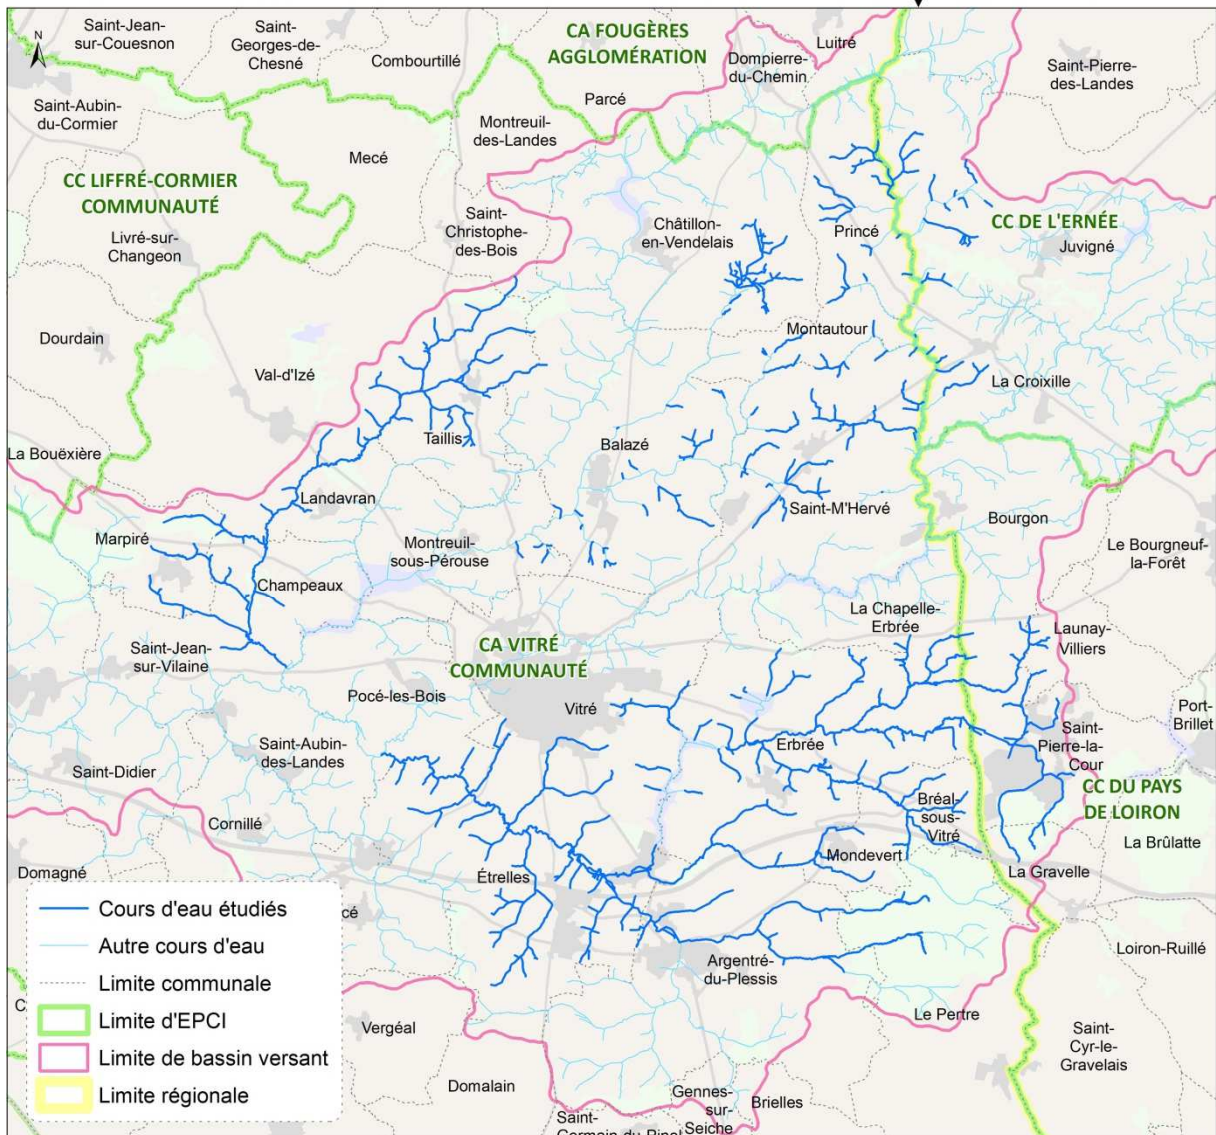 Saint-Jean-
sur-Couesnon
Saint-
Georges-de-
Chesné
Combourtillé
CA FOUGÈRES
AGGLOMÉRATION
Luitré
Dompierre-
du-Chemin
Saint-Pierre-
des-Landes
N
Saint-Aubin-
du-Cormier
Parcé
Montreuil-
des-Landes
Mecé
CC LIFFRÉ-CORMIER
COMMUNAUTÉ
Livré-sur-
Changeon
Saint-
Christophe-
des-Bois
Châtillon-
en-Vendelais
Princé
CC DE L'ERNÉE
Juvigné
Dourdain
Val-d'Izé
Montautour
La Croixille
La Bouëxière
Taillis
Balazé
Landavran
Saint-M'Hervé
Bourgon
Marpiré
Montreuil-
sous-Pérouse
Le Bourgneuf-
la-Forêt
Champeaux
La Chapelle-
Erbrée
Launay-
Villiers
Saint-Jean-
sur-Vilaine
CA VITRÉ
COMMUNAUTÉ
Pocé-les-Bois
Vitré
Port-
Brillet
Saint-Aubin-
des-Landes
Erbrée
Saint-
Pierre-la-
Cour
Saint-Didier
CC DU PAYS
DE LOIRON
Bréal-
sous-
Vitré
Cornillé
Mondevert
La Brûlatte
Domagné
Étrelles
La Gravelle
Cours d'eau étudiés
cé
Autre cours d'eau
Loiron-Ruillé
Argentré-
du-Plessis
Limite communale
C
Limite d'EPCI
Le Pertre
Vergéal
Saint-
Cyr-le-
Gravelais
Limite de bassin versant
Domalain
Limite régionale
Gennes-
sur-
Seiche
Brielles
Saint-
Germain-du-Pinel